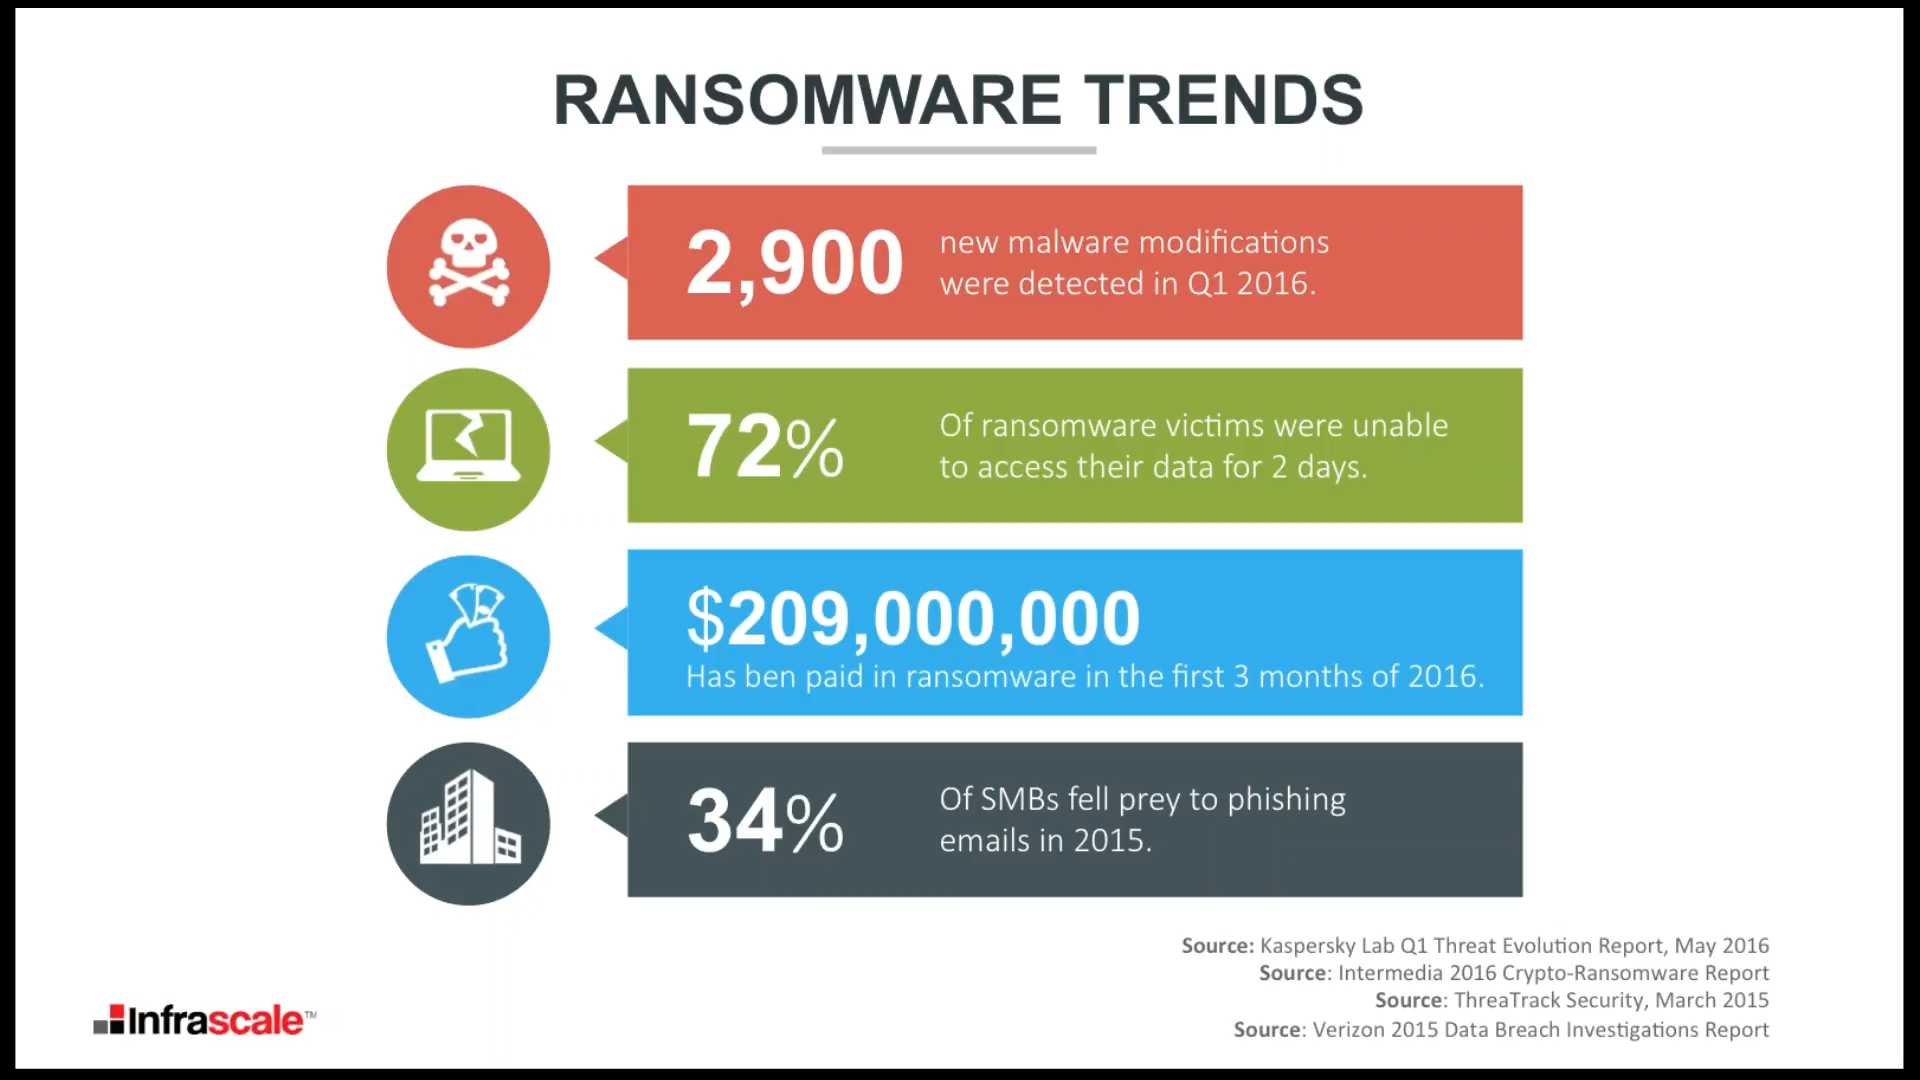 RANSOMWARE TRENDS
2,900
new malware modifications
were detected in Q1 2016.
72%
Of ransomware victims were unable
to access their data for 2 days.
$209,000,000
Has ben paid in ransomware in the first 3 months of 2016.
34%
Of SMBs fell prey to phishing
emails in 2015.
Source: Kaspersky Lab Q1 Threat Evolution Report, May 2016
Source: Intermedia 2016 Crypto-Ransomware Report
Source: ThreaTrack Security, March 2015
Source: Verizon 2015 Data Breach Investigations Report
Infrascale™